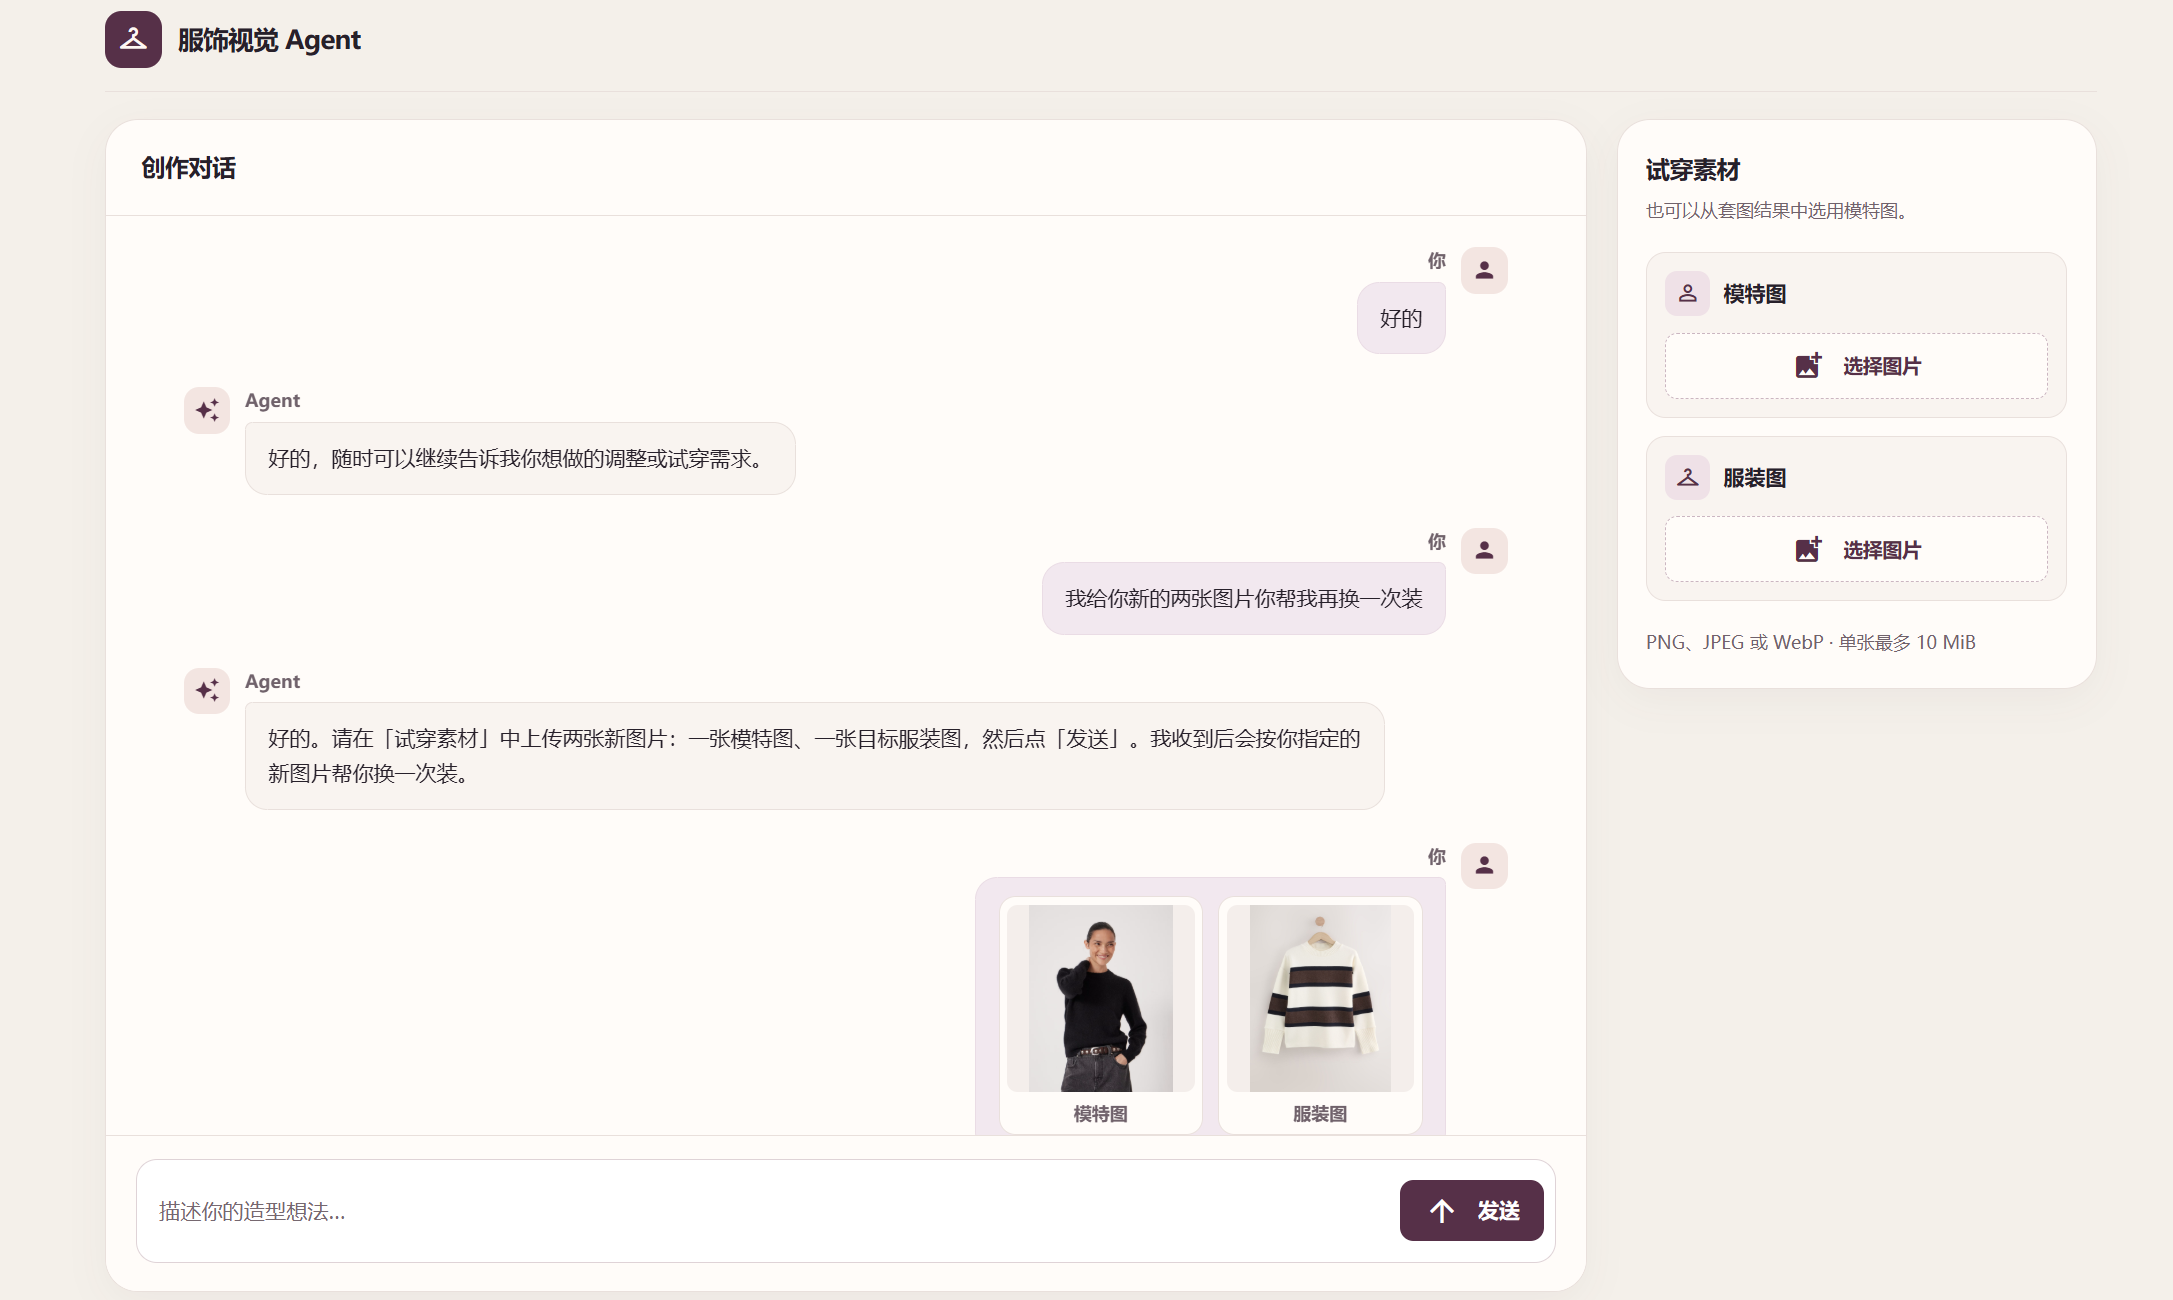 服饰视觉 Agent
创作对话
你
好的
Agent
好的，随时可以继续告诉我你想做的调整或试穿需求。
你
我给你新的两张图片你帮我再换一次装
Agent
好的。请在「试穿素材」中上传两张新图片：一张模特图、一张目标服装图，然后点「发送」。我收到后会按你指定的
新图片帮你换一次装。
你
模特图
服装图
描述你的造型想法...
发送
试穿素材
也可以从套图结果中选用模特图。
模特图
选择图片
服装图
选择图片
PNG、JPEG 或 WebP · 单张最多 10 MiB